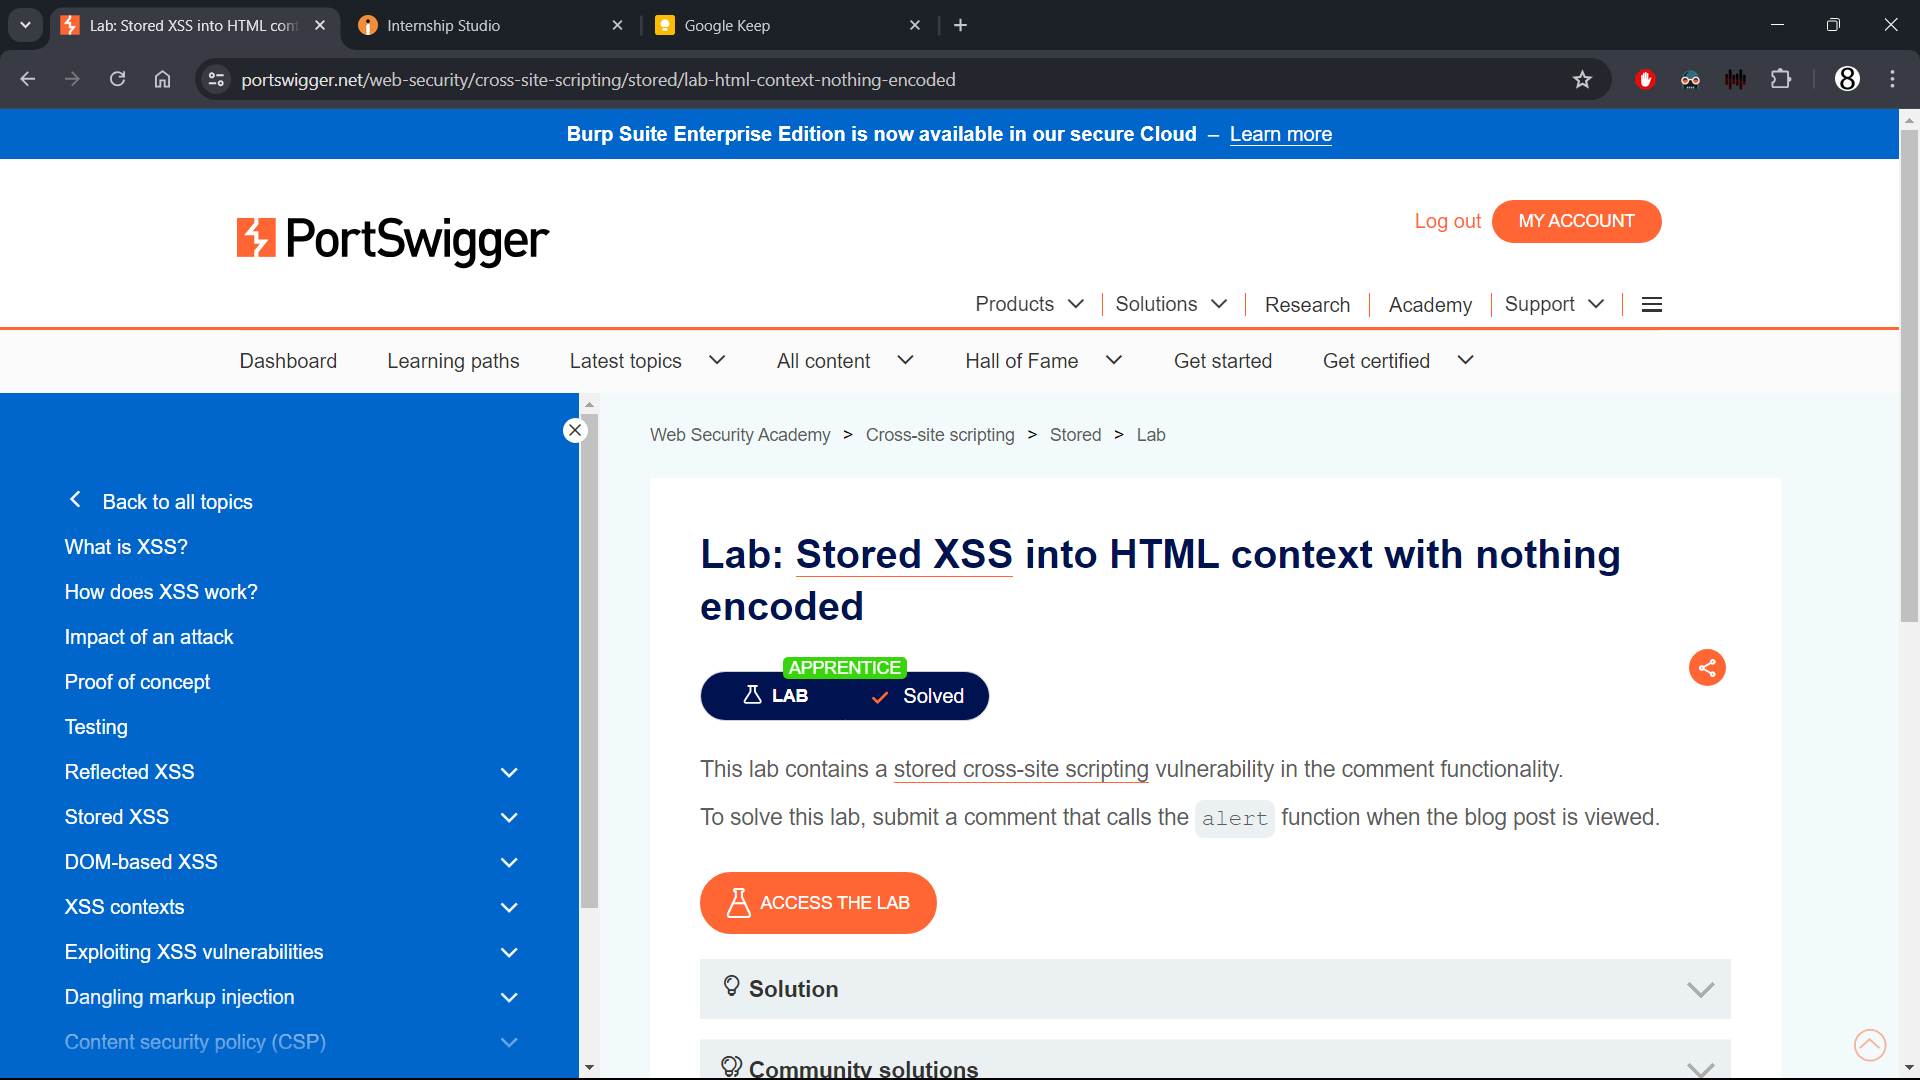 Lab: Stored XSS into HTML cont
Internship Studio
Google Keep
portswigger.net/web-security/cross-site-scripting/stored/lab-html-context-nothing-encoded
8
Burp Suite Enterprise Edition is now available in our secure Cloud – Learn more
PortSwigger
Log out
MY ACCOUNT
Products
Solutions
Research
Academy
Support
Dashboard
Learning paths
Latest topics
All content
Hall of Fame
Get started
Get certified
Back to all topics
What is XSS?
How does XSS work?
Impact of an attack
Proof of concept
Testing
Reflected XSS
Stored XSS
DOM-based XSS
XSS contexts
Exploiting XSS vulnerabilities
Dangling markup injection
Content security policy (CSP)
Web Security Academy > Cross-site scripting > Stored > Lab
Lab: Stored XSS into HTML context with nothing
encoded
APPRENTICE
LAB
Solved
This lab contains a stored cross-site scripting vulnerability in the comment functionality.
To solve this lab, submit a comment that calls the alert function when the blog post is viewed.
ACCESS THE LAB
Solution
Community solutions